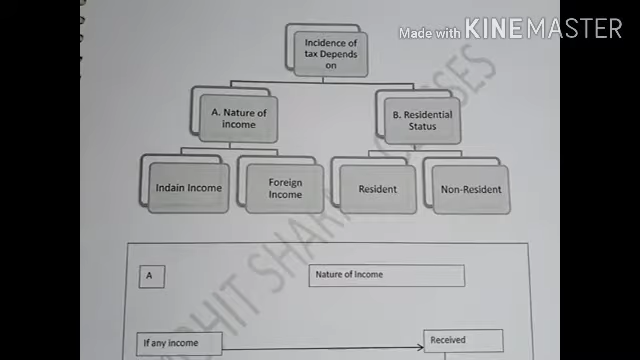 Made with KINEMASTER
Incidence of
tax Depends
on
A. Nature of
income
B. Residential
Status
Indain Income
Foreign
Income
Resident
Non-Resident
A
Nature of Income
If any income
Received